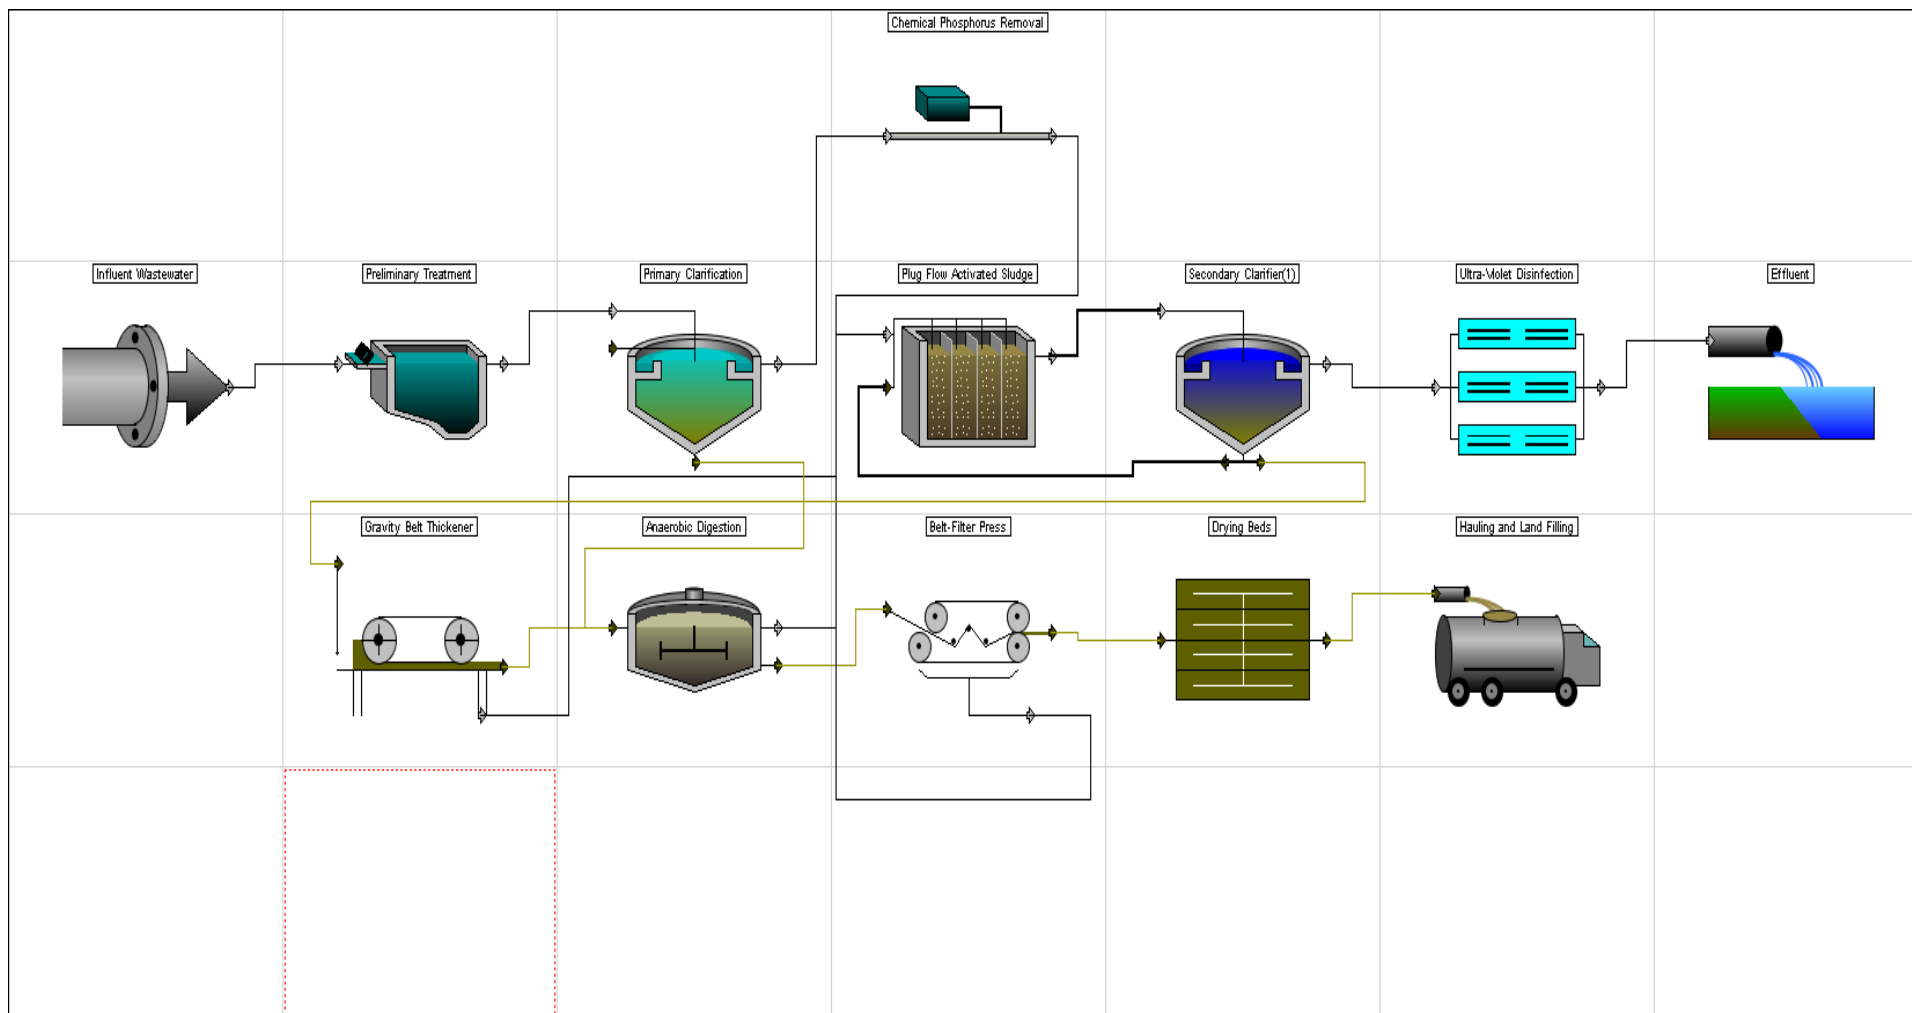 Chemical Phosphorus Removal
Influent Wastewater
Preliminary Treatment
Primary Clarification
Plug Flow Activated Sludge
Secondary Clarifier(1)
Ultra-Violet Disinfection
Effluent
Gravity Belt Thickener
Anaerobic Digestion
Belt-Filter Press
Drying Beds
Hauling and Land Filling